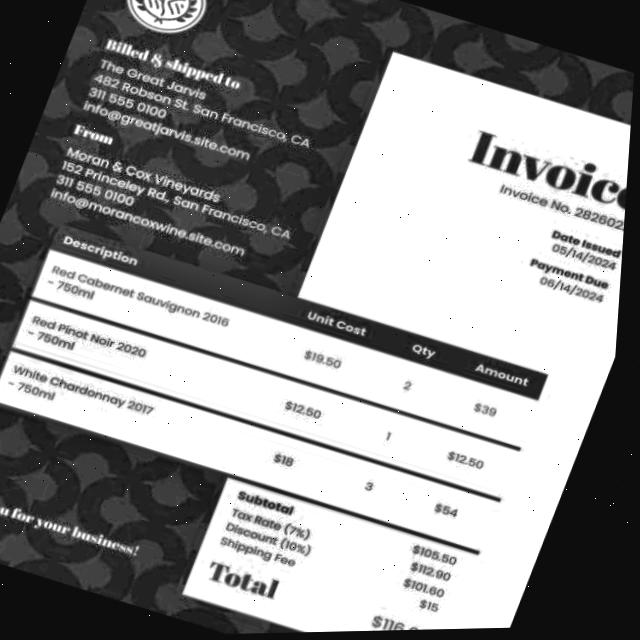 Billed & shipped to
The Great Jarvis
482 Robson St. San Francisco, CA
311 555 0100
info@greatjarvis.site.com
From
Moran & Cox Vineyards
152 Princeley Rd., San Francisco, CA
311 555 0100
info@morancoxwine.site.com
Invoice
Invoice No. 282602
Date Issued
05/14/2024
Payment Due
06/14/2024
Description Unit Cost Qty Amount
Red Cabernet Sauvignon 2016 $19.50 2 $39
- 750ml
Red Pinot Noir 2020 $12.50 1 $12.50
- 750ml
White Chardonnay 2017 $18 3 $54
- 750ml
Subtotal $105.50
Tax Rate (7%) $112.90
Discount (10%) $101.60
Shipping Fee $15
Total $116
for your business!